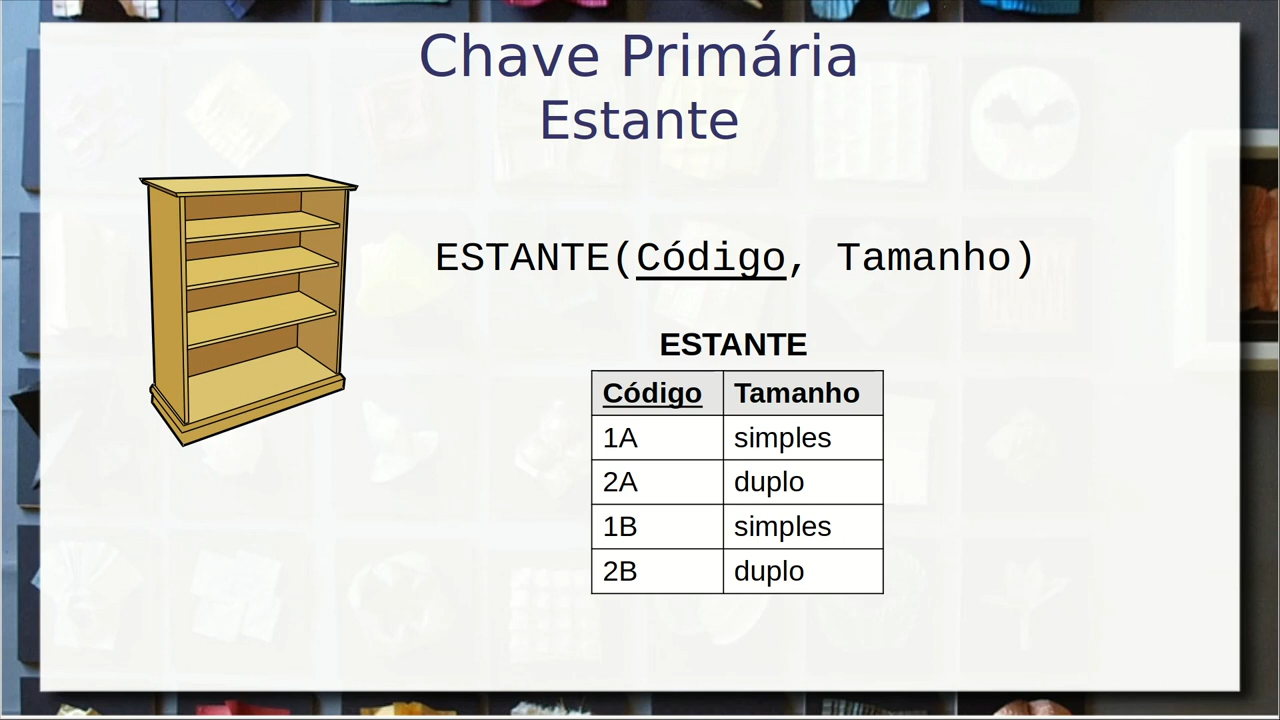 Chave Primária
Estante
ESTANTE(Código, Tamanho)
ESTANTE
Código Tamanho
1A simples
2A duplo
1B simples
2B duplo